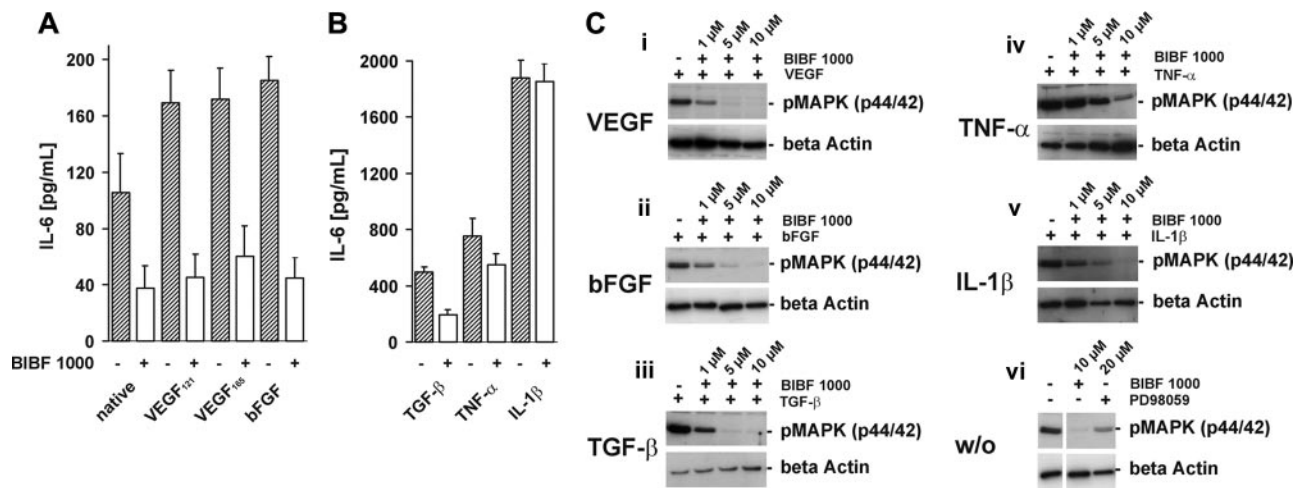 A
IL-6 [pg/mL]
200
160
120
80
40
0
BIBF 1000 - + - + - + - +
native VEGF₁₂₁ VEGF₁₆₅ bFGF
B
IL-6 [pg/mL]
2000
1600
1200
800
400
0
- + - + - +
TGF-β TNF-α IL-1β
C
i
1 μM 5 μM 10 μM
- + + + BIBF 1000
+ + + + VEGF
VEGF
- pMAPK (p44/42)
- beta Actin
ii
1 μM 5 μM 10 μM
- + + + BIBF 1000
+ + + + bFGF
bFGF
- pMAPK (p44/42)
- beta Actin
iii
1 μM 5 μM 10 μM
- + + + BIBF 1000
+ + + + TGF-β
TGF-β
- pMAPK (p44/42)
- beta Actin
iv
1 μM 5 μM 10 μM
- + + + BIBF 1000
+ + + + TNF-α
TNF-α
- pMAPK (p44/42)
- beta Actin
v
1 μM 5 μM 10 μM
- + + + BIBF 1000
+ + + + IL-1β
IL-1β
- pMAPK (p44/42)
- beta Actin
vi
10 μM 20 μM
- + BIBF 1000
- + PD98059
w/o
- pMAPK (p44/42)
- beta Actin